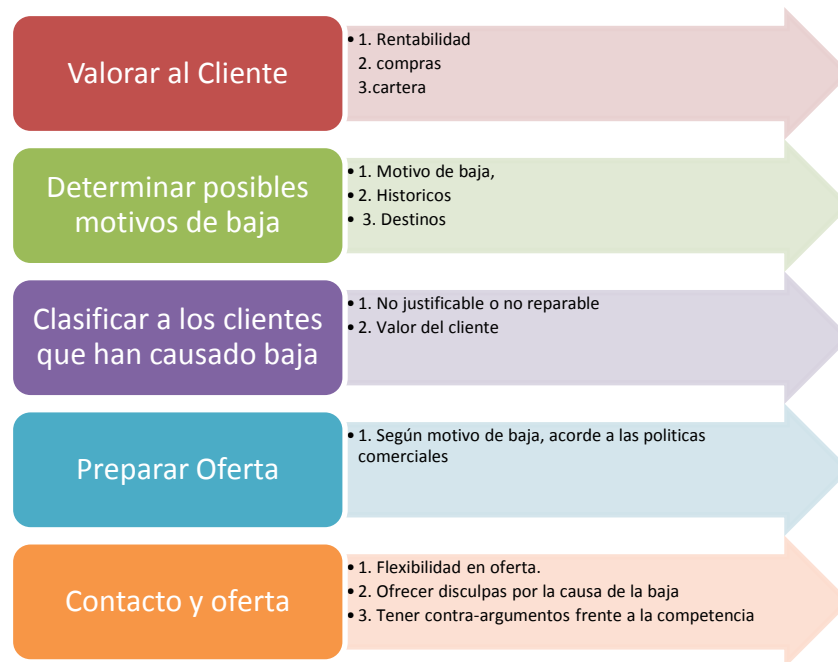 Valorar al Cliente
• 1. Rentabilidad
2. compras
3.cartera
Determinar posibles
motivos de baja
• 1. Motivo de baja,
• 2. Historicos
• 3. Destinos
Clasificar a los clientes
que han causado baja
• 1. No justificable o no reparable
• 2. Valor del cliente
Preparar Oferta
• 1. Según motivo de baja, acorde a las politicas
comerciales
Contacto y oferta
• 1. Flexibilidad en oferta.
• 2. Ofrecer disculpas por la causa de la baja
• 3. Tener contra-argumentos frente a la competencia